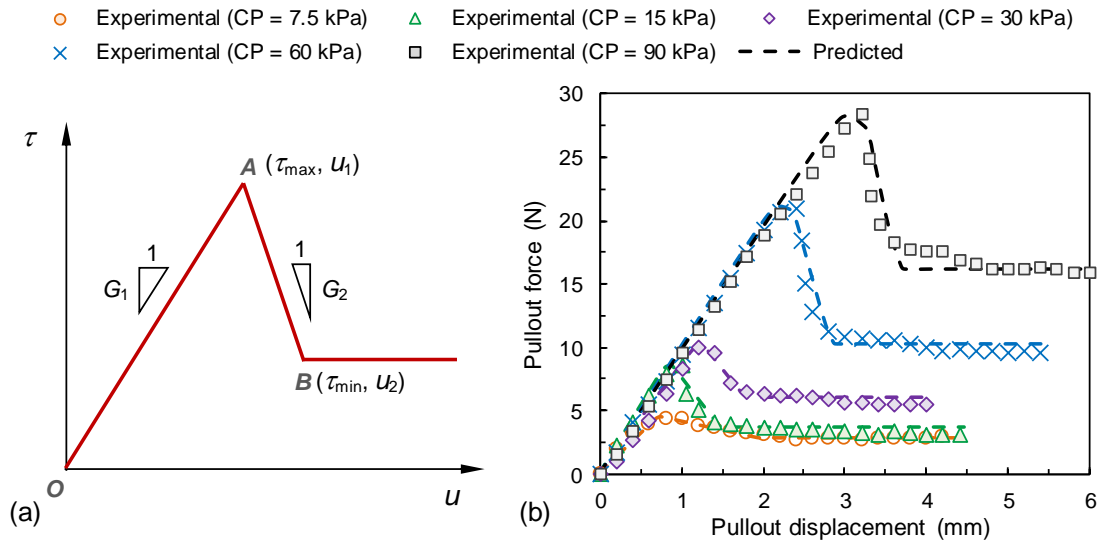 Experimental (CP = 7.5 kPa) Experimental (CP = 15 kPa) Experimental (CP = 30 kPa)
Experimental (CP = 60 kPa) Experimental (CP = 90 kPa) Predicted
τ
A (τmax, u1)
1
G1
1
G2
B (τmin, u2)
O
u
(a)
30
25
20
15
10
5
0
Pullout force (N)
0 1 2 3 4 5 6
Pullout displacement (mm)
(b)